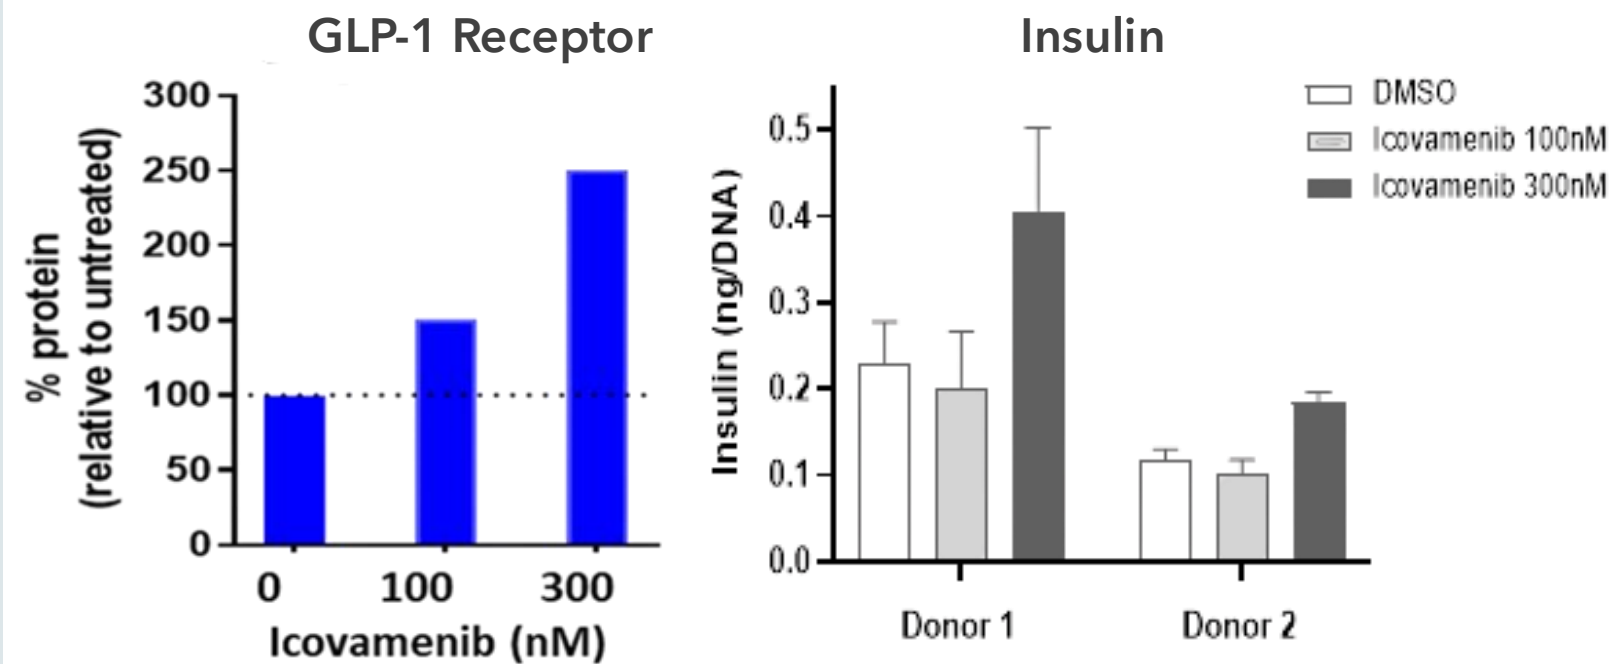 GLP-1 Receptor
% protein
(relative to untreated)
300
250
200
150
100
50
0
0 100 300
Icovamenib (nM)
Insulin
Insulin (ng/DNA)
0.5
0.4
0.3
0.2
0.1
0.0
Donor 1 Donor 2
DMSO
Icovamenib 100nM
Icovamenib 300nM